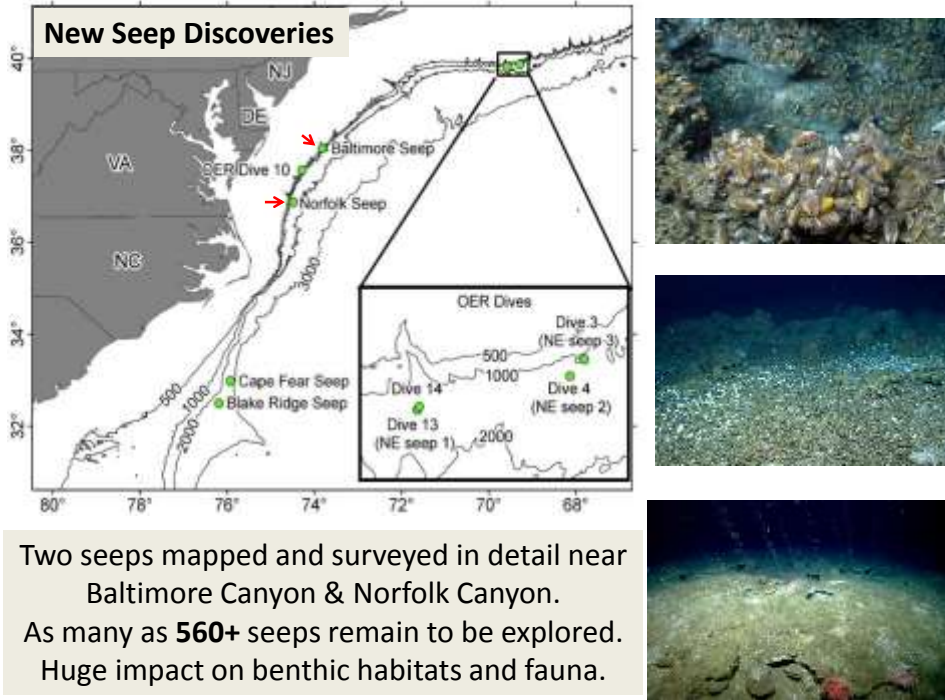 New Seep Discoveries
40°
38°
36°
34°
32°
NJ
DE
VA
NC
Baltimore Seep
OER Dive 10
Norfolk Seep
3000
Cape Fear Seep
Blake Ridge Seep
500
1000
2000
OER Dives
Dive 3
(NE seep 3)
500
1000
Dive 4
(NE seep 2)
Dive 14
Dive 13
(NE seep 1)
2000
80°
78°
76°
74°
72°
70°
68°
Two seeps mapped and surveyed in detail near
Baltimore Canyon & Norfolk Canyon.
As many as 560+ seeps remain to be explored.
Huge impact on benthic habitats and fauna.